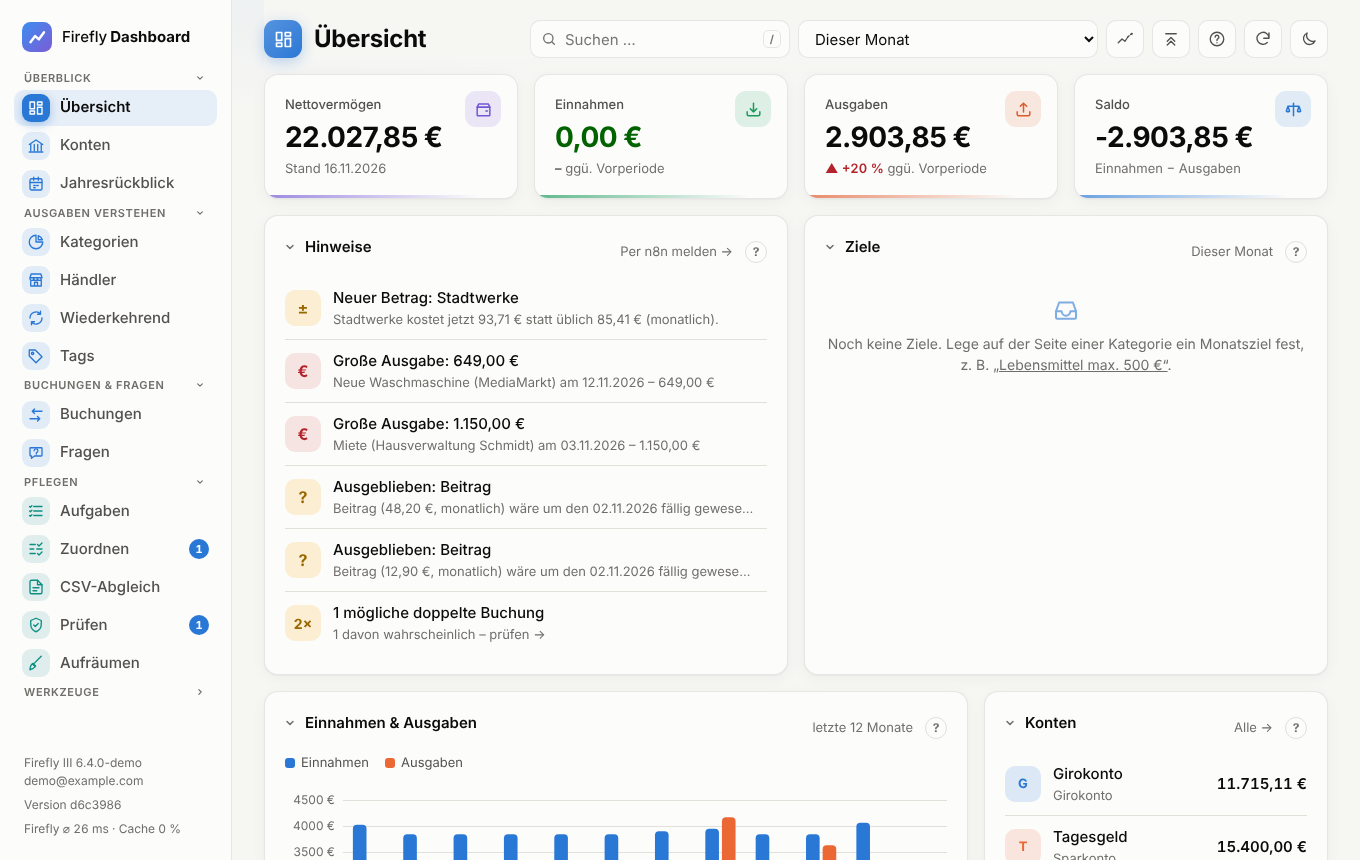 Firefly Dashboard
ÜBERBLICK
Übersicht
Konten
Jahresrückblick
AUSGABEN VERSTEHEN
Kategorien
Händler
Wiederkehrend
Tags
BUCHUNGEN & FRAGEN
Buchungen
Fragen
PFLEGEN
Aufgaben
Zuordnen 1
CSV-Abgleich
Prüfen 1
Aufräumen
WERKZEUGE
Firefly III 6.4.0-demo
demo@example.com
Version d6c3986
Firefly ⌀ 26 ms · Cache 0 %
Übersicht
Suchen … /
Dieser Monat
Nettovermögen
22.027,85 €
Stand 16.11.2026
Einnahmen
0,00 €
– ggü. Vorperiode
Ausgaben
2.903,85 €
▲ +20 % ggü. Vorperiode
Saldo
-2.903,85 €
Einnahmen − Ausgaben
Hinweise
Per n8n melden → ?
± Neuer Betrag: Stadtwerke
Stadtwerke kostet jetzt 93,71 € statt üblich 85,41 € (monatlich).
€ Große Ausgabe: 649,00 €
Neue Waschmaschine (MediaMarkt) am 12.11.2026 – 649,00 €
€ Große Ausgabe: 1.150,00 €
Miete (Hausverwaltung Schmidt) am 03.11.2026 – 1.150,00 €
? Ausgeblieben: Beitrag
Beitrag (48,20 €, monatlich) wäre um den 02.11.2026 fällig gewese…
? Ausgeblieben: Beitrag
Beitrag (12,90 €, monatlich) wäre um den 02.11.2026 fällig gewese…
2× 1 mögliche doppelte Buchung
1 davon wahrscheinlich – prüfen →
Ziele
Dieser Monat ?
Noch keine Ziele. Lege auf der Seite einer Kategorie ein Monatsziel fest,
z. B. „Lebensmittel max. 500 €“.
Einnahmen & Ausgaben
letzte 12 Monate ?
Einnahmen Ausgaben
4500 €
4000 €
3500 €
Konten
Alle → ?
G Girokonto 11.715,11 €
Girokonto
T Tagesgeld 15.400,00 €
Sparkonto